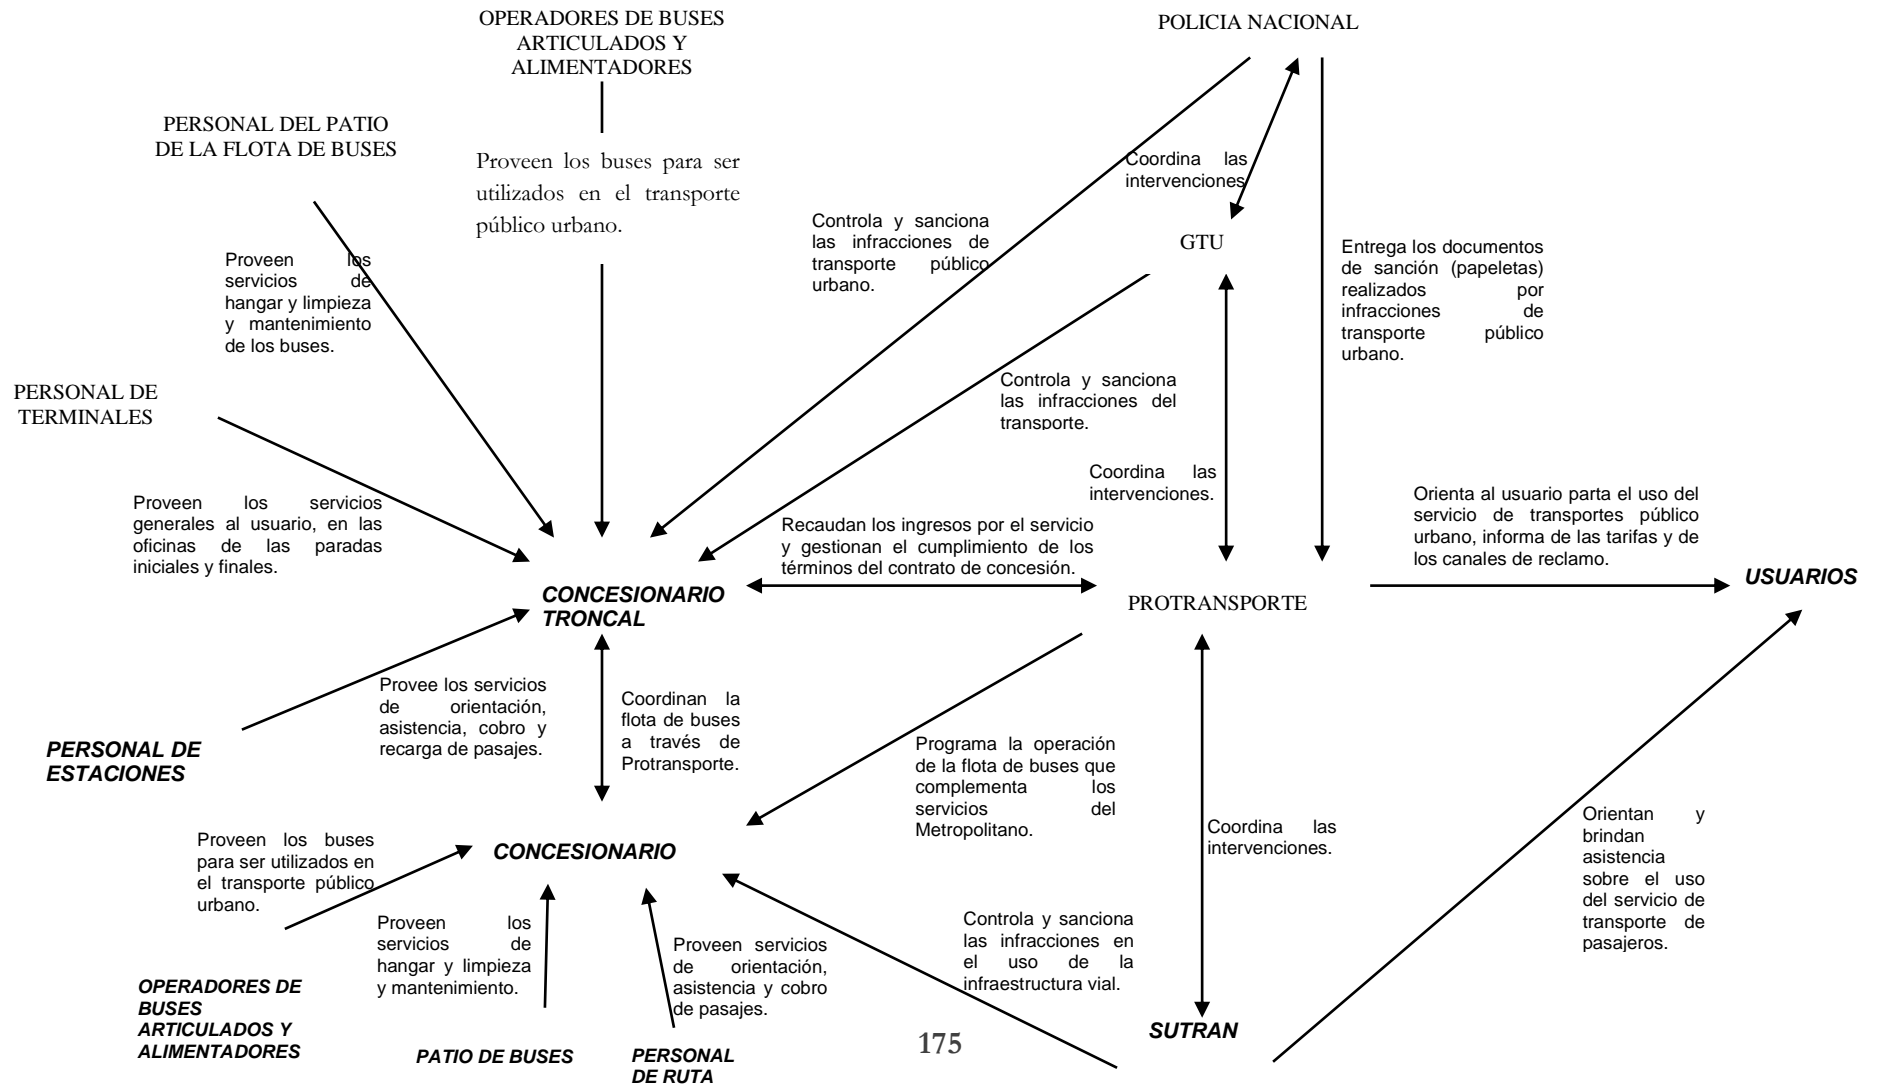 OPERADORES DE BUSES
ARTICULADOS Y
ALIMENTADORES
POLICIA NACIONAL
PERSONAL DEL PATIO
DE LA FLOTA DE BUSES
Proveen los buses para ser
utilizados en el transporte
público urbano.
Coordina las
intervenciones
Controla y sanciona
las infracciones de
transporte público
urbano.
GTU
Entrega los documentos
de sanción (papeletas)
realizados por
infracciones de
transporte público
urbano.
Proveen los
servicios de
hangar y limpieza
y mantenimiento
de los buses.
PERSONAL DE
TERMINALES
Controla y sanciona
las infracciones del
transporte.
Coordina las
intervenciones.
Proveen los servicios
generales al usuario, en las
oficinas de las paradas
iniciales y finales.
Recaudan los ingresos por el servicio
y gestionan el cumplimiento de los
términos del contrato de concesión.
Orienta al usuario parta el uso del
servicio de transportes público
urbano, informa de las tarifas y de
los canales de reclamo.
USUARIOS
CONCESIONARIO
TRONCAL
PROTRANSPORTE
Provee los servicios
de orientación,
asistencia, cobro y
recarga de pasajes.
Coordinan la
flota de buses
a través de
Protransporte.
PERSONAL DE
ESTACIONES
Programa la operación
de la flota de buses que
complementa los
servicios del
Metropolitano.
Coordina las
intervenciones.
Orientan y
brindan
asistencia
sobre el uso
del servicio de
transporte de
pasajeros.
Proveen los buses
para ser utilizados en
el transporte público
urbano.
CONCESIONARIO
Proveen los
servicios de
hangar y limpieza
y mantenimiento.
Proveen servicios
de orientación,
asistencia y cobro
de pasajes.
Controla y sanciona
las infracciones en
el uso de la
infraestructura vial.
OPERADORES DE
BUSES
ARTICULADOS Y
ALIMENTADORES
PATIO DE BUSES
PERSONAL
DE RUTA
175
SUTRAN